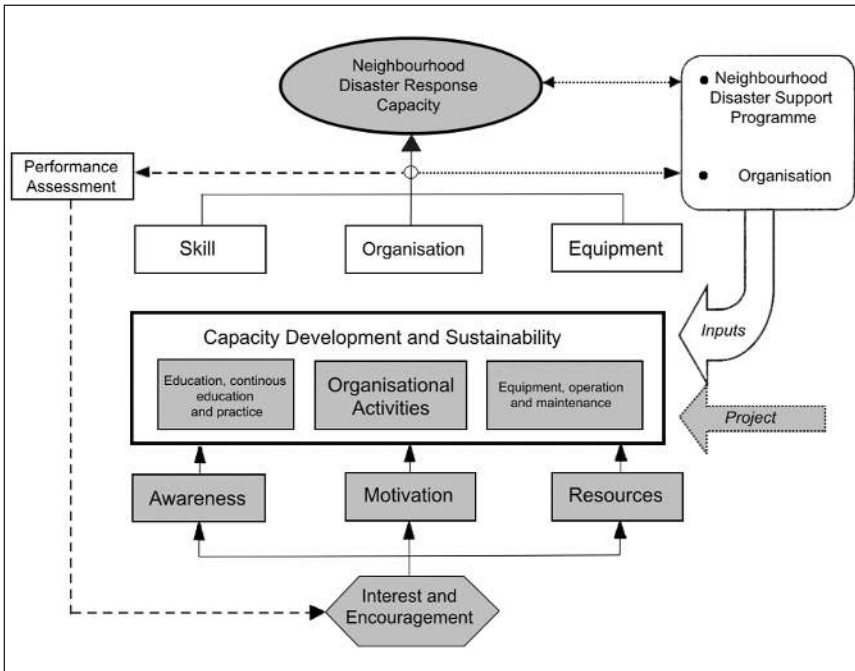 Neighbourhood
Disaster Response
Capacity
• Neighbourhood
Disaster Support
Programme
• Organisation
Performance
Assessment
Skill
Organisation
Equipment
Inputs
Capacity Development and Sustainability
Education, continous
education
and practice
Organisational
Activities
Equipment, operation
and maintenance
Project
Awareness
Motivation
Resources
Interest and
Encouragement